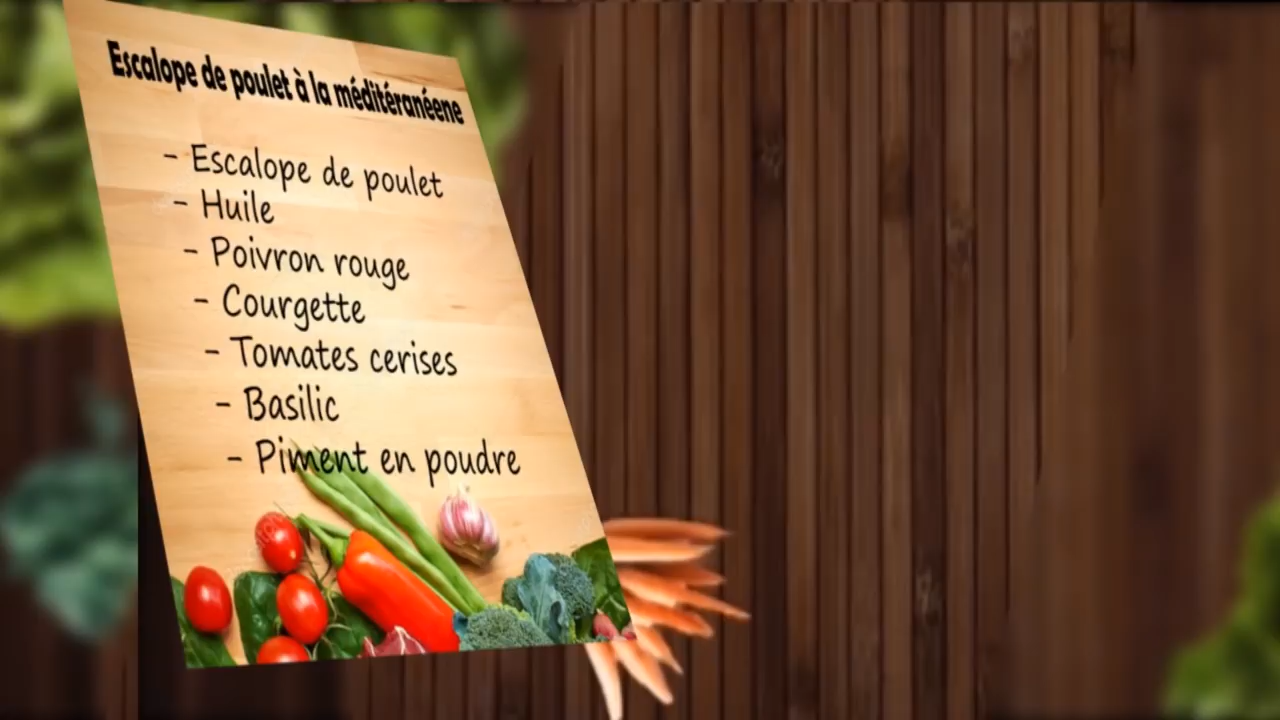 Escalope de poulet à la méditéranéene
- Escalope de poulet
- Huile
- Poivron rouge
- Courgette
- Tomates cerises
- Basilic
- Piment en poudre